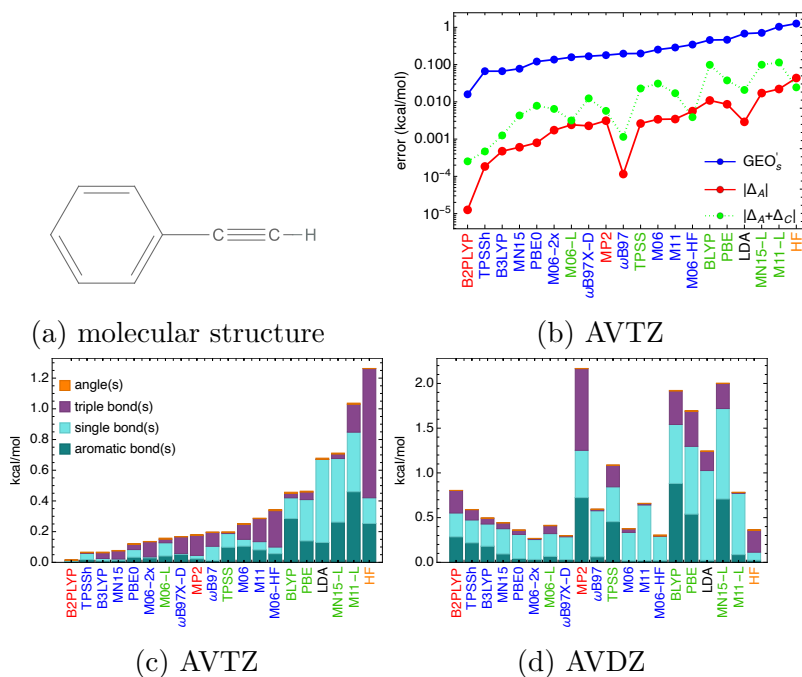 C
C
H
(a) molecular structure
error (kcal/mol)
1
0.100
0.010
0.001
10⁻⁴
10⁻⁵
GEO'ₛ
|Δ_A|
|Δ_A+Δ_C|
B2PLYP
TPSSh
B3LYP
MN15
PBE0
M06-2x
M06-L
ωB97X-D
MP2
ωB97
TPSS
M06
M11
M06-HF
BLYP
PBE
LDA
MN15-L
M11-L
HF
(b) AVTZ
kcal/mol
1.2
1.0
0.8
0.6
0.4
0.2
0.0
angle(s)
triple bond(s)
single bond(s)
aromatic bond(s)
B2PLYP
TPSSh
B3LYP
MN15
PBE0
M06-2x
M06-L
ωB97X-D
MP2
ωB97
TPSS
M06
M11
M06-HF
BLYP
PBE
LDA
MN15-L
M11-L
HF
(c) AVTZ
kcal/mol
2.0
1.5
1.0
0.5
0.0
B2PLYP
TPSSh
B3LYP
MN15
PBE0
M06-2x
M06-L
ωB97X-D
MP2
ωB97
TPSS
M06
M11
M06-HF
BLYP
PBE
LDA
MN15-L
M11-L
HF
(d) AVDZ